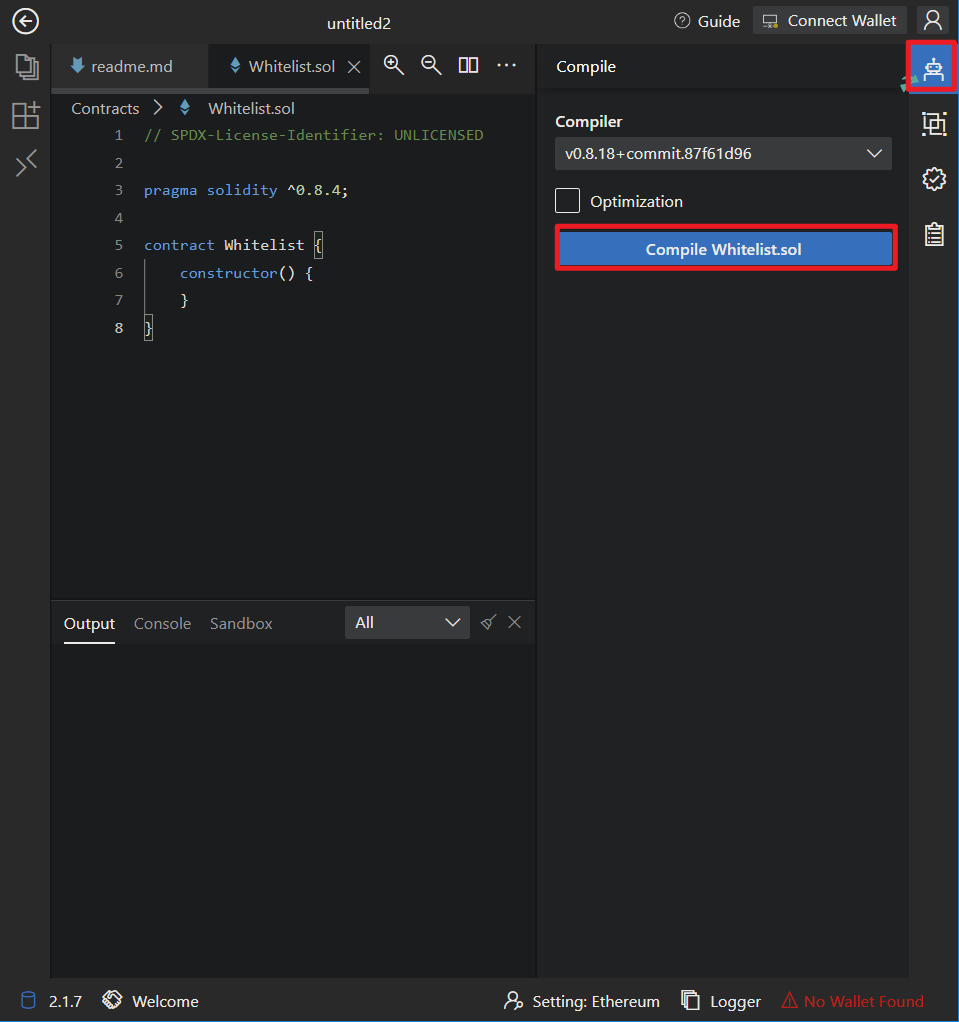 untitled2
Guide
Connect Wallet
readme.md
Whitelist.sol
Compile
Contracts > Whitelist.sol
1 // SPDX-License-Identifier: UNLICENSED
2
3 pragma solidity ^0.8.4;
4
5 contract Whitelist {
6 constructor() {
7 }
8 }
Compiler
v0.8.18+commit.87f61d96
Optimization
Compile Whitelist.sol
Output
Console
Sandbox
All
2.1.7
Welcome
Setting: Ethereum
Logger
No Wallet Found